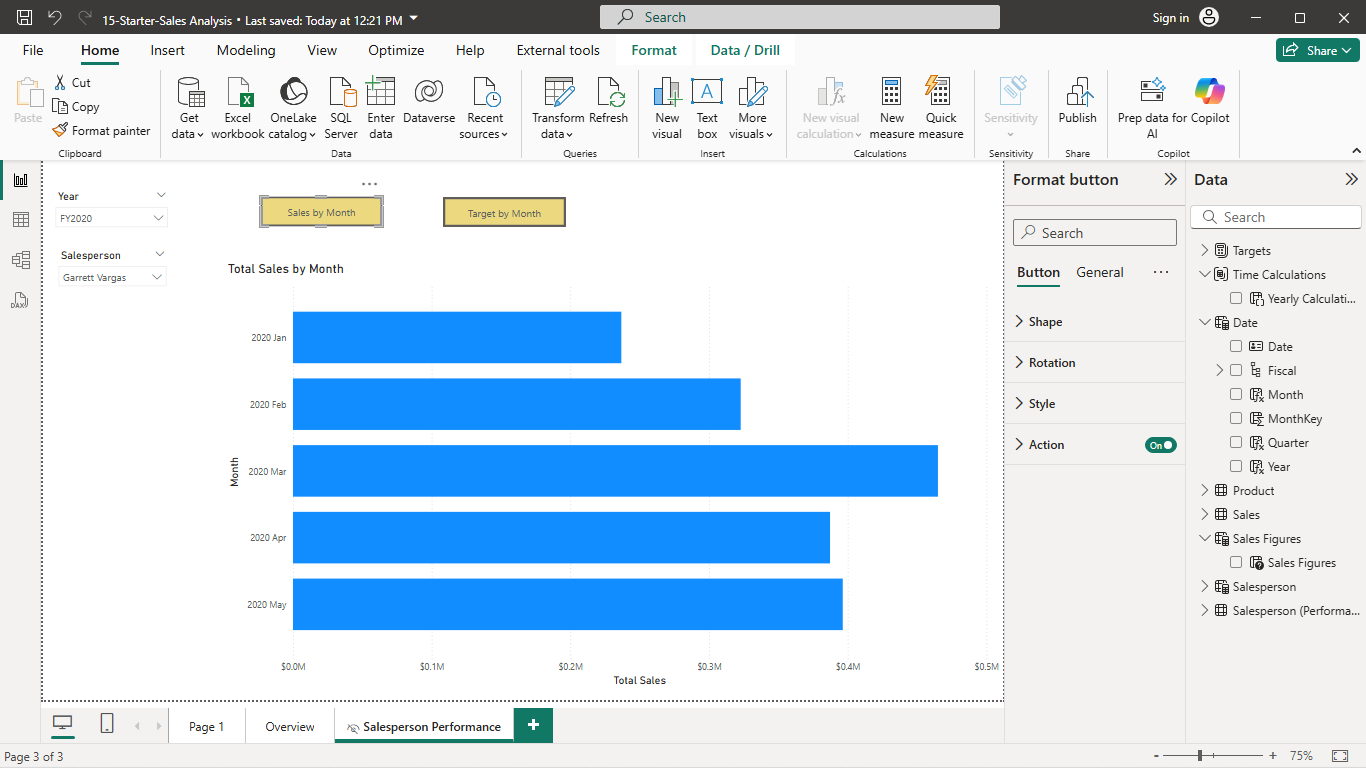 15-Starter-Sales Analysis • Last saved: Today at 12:21 PM
Search
Sign in
File
Home
Insert
Modeling
View
Optimize
Help
External tools
Format
Data / Drill
Share
Paste
Cut
Copy
Format painter
Clipboard
Get data
Excel workbook
OneLake catalog
SQL Server
Enter data
Dataverse
Recent sources
Data
Transform data
Refresh
Queries
New visual
Text box
More visuals
Insert
New visual calculation
New measure
Quick measure
Calculations
Sensitivity
Sensitivity
Publish
Share
Prep data for AI
Copilot
Copilot
DAX
Year
FY2020
Salesperson
Garrett Vargas
Sales by Month
Target by Month
Total Sales by Month
Month
2020 Jan
2020 Feb
2020 Mar
2020 Apr
2020 May
$0.0M
$0.1M
$0.2M
$0.3M
$0.4M
$0.5M
Total Sales
Format button
Search
Button
General
Shape
Rotation
Style
Action
On
Data
Search
Targets
Time Calculations
Yearly Calculati...
Date
Date
Fiscal
Month
MonthKey
Quarter
Year
Product
Sales
Sales Figures
Sales Figures
Salesperson
Salesperson (Performa...
Page 1
Overview
Salesperson Performance
+
Page 3 of 3
-
+
75%